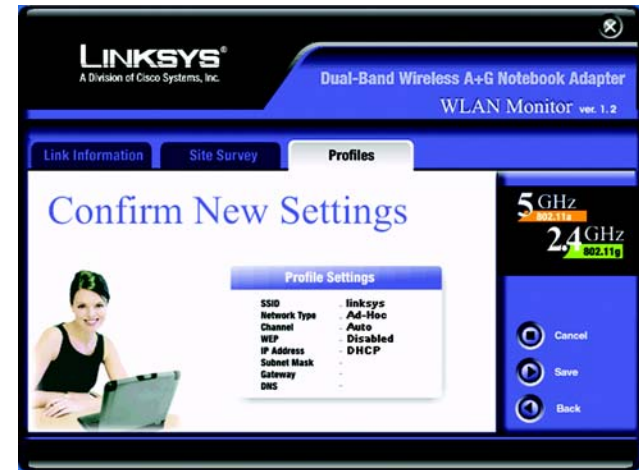 LINKSYS®
A Division of Cisco Systems, Inc.
Dual-Band Wireless A+G Notebook Adapter
WLAN Monitor ver. 1.2
Link Information Site Survey Profiles
Confirm New Settings
5 GHz
802.11a
2.4 GHz
802.11g
Profile Settings
SSID - linksys
Network Type - Ad-Hoc
Channel - Auto
WEP - Disabled
IP Address - DHCP
Subnet Mask -
Gateway -
DNS -
Cancel
Save
Back